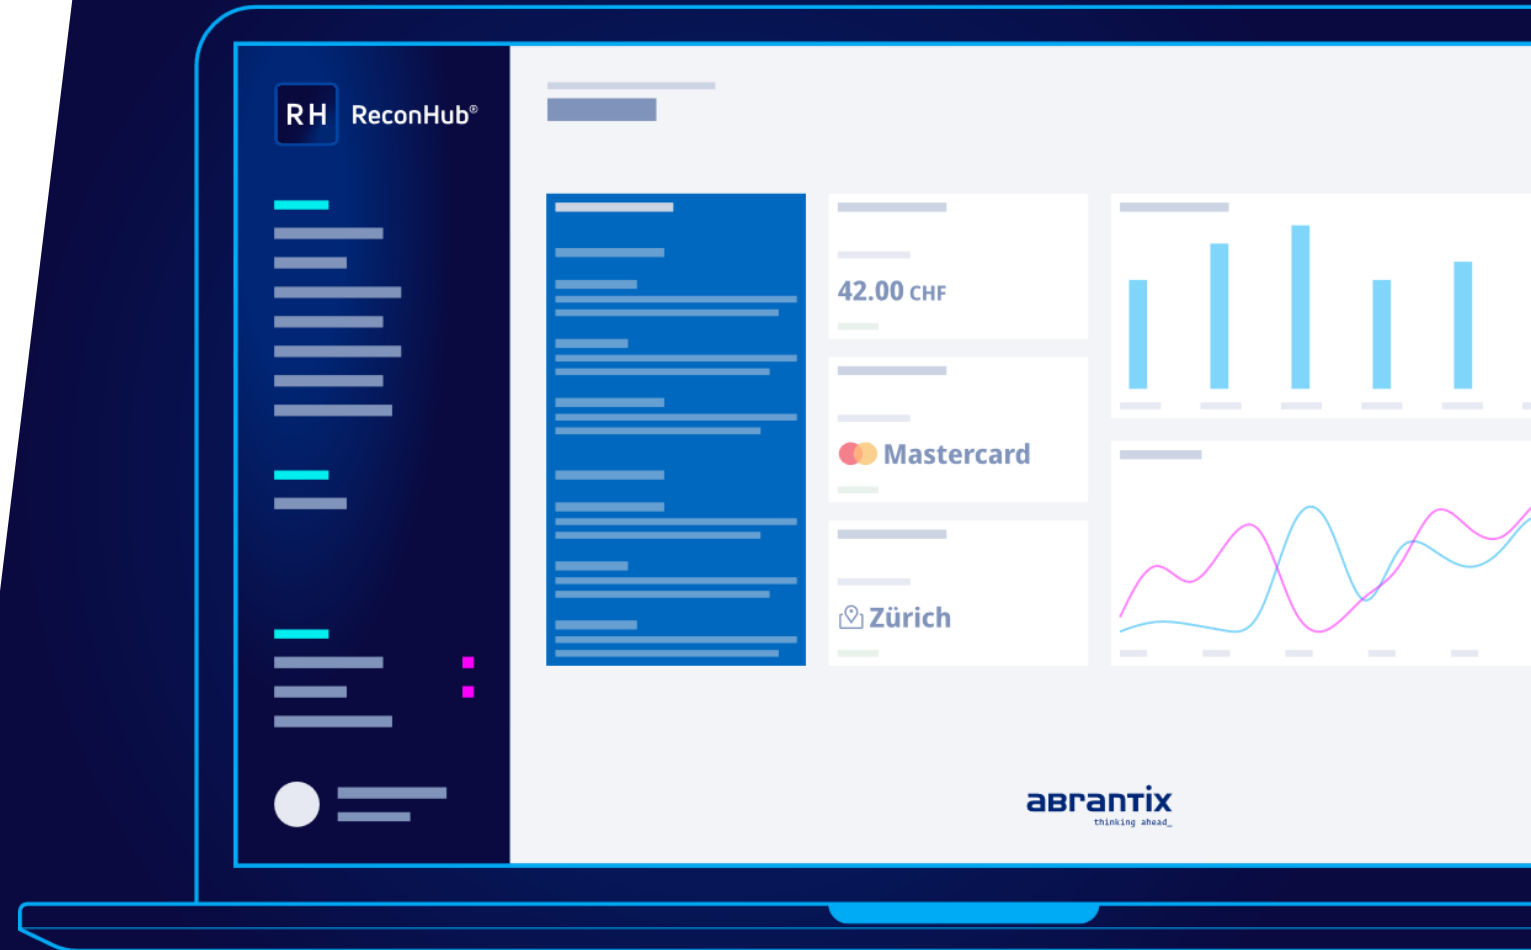 RH ReconHub®
42.00 CHF
Mastercard
Zürich
aBrantix
thinking ahead_